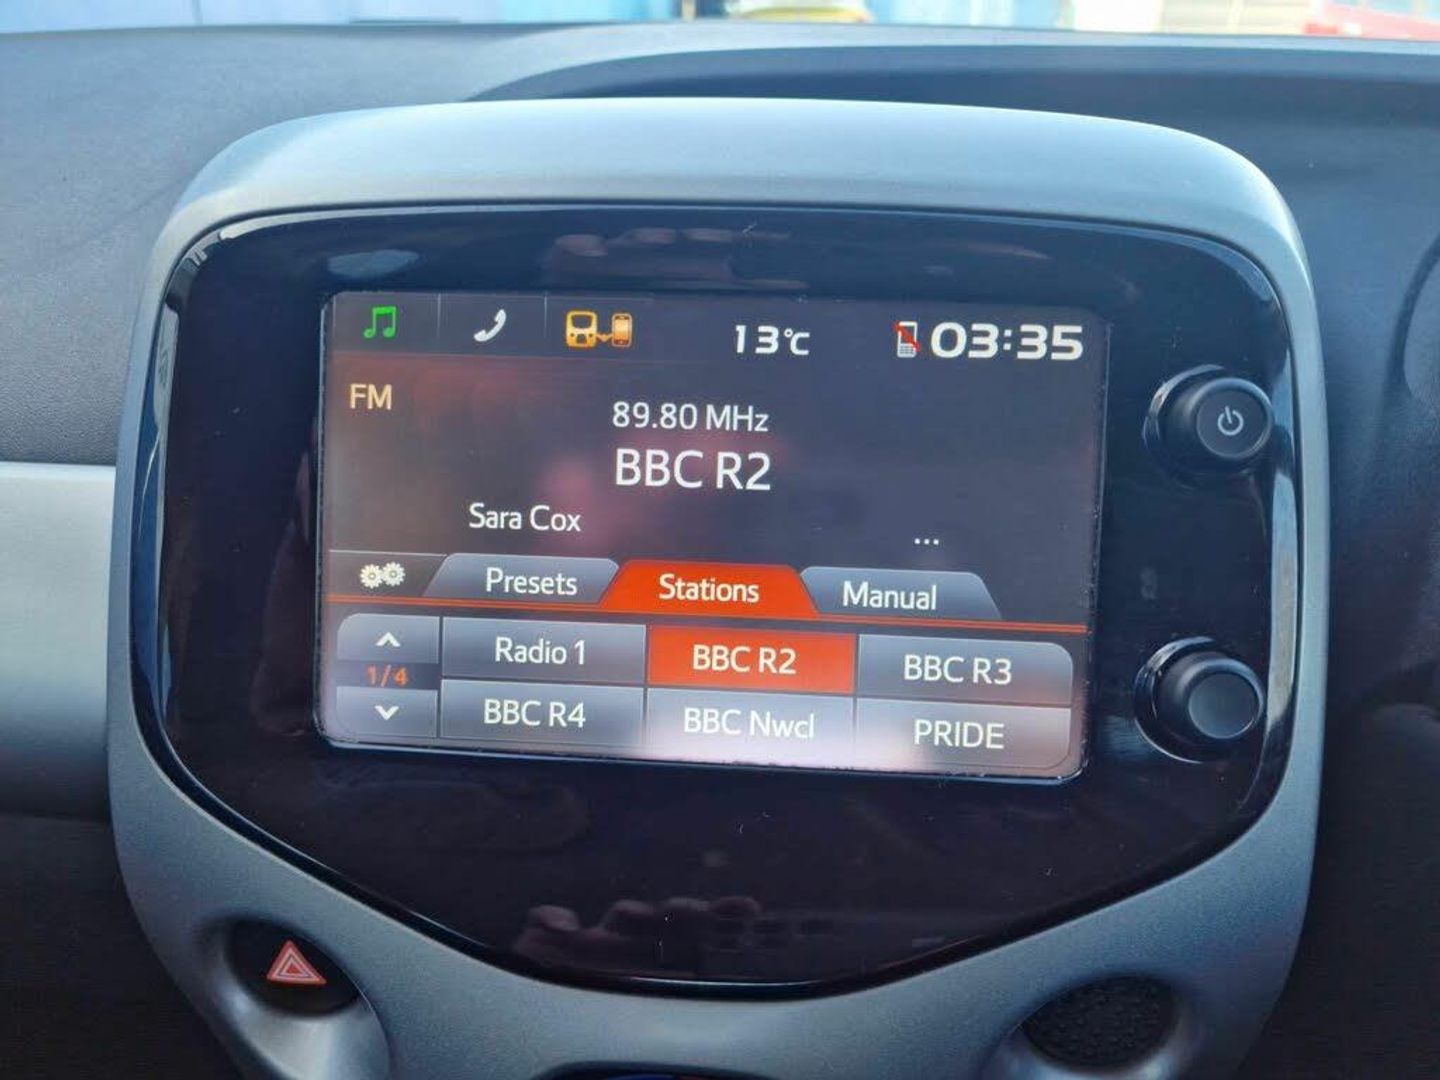 13°C 03:35
FM
89.80 MHz
BBC R2
Sara Cox
...
Presets Stations Manual
Radio 1 BBC R2 BBC R3
1/4
BBC R4 BBC Nwcl PRIDE